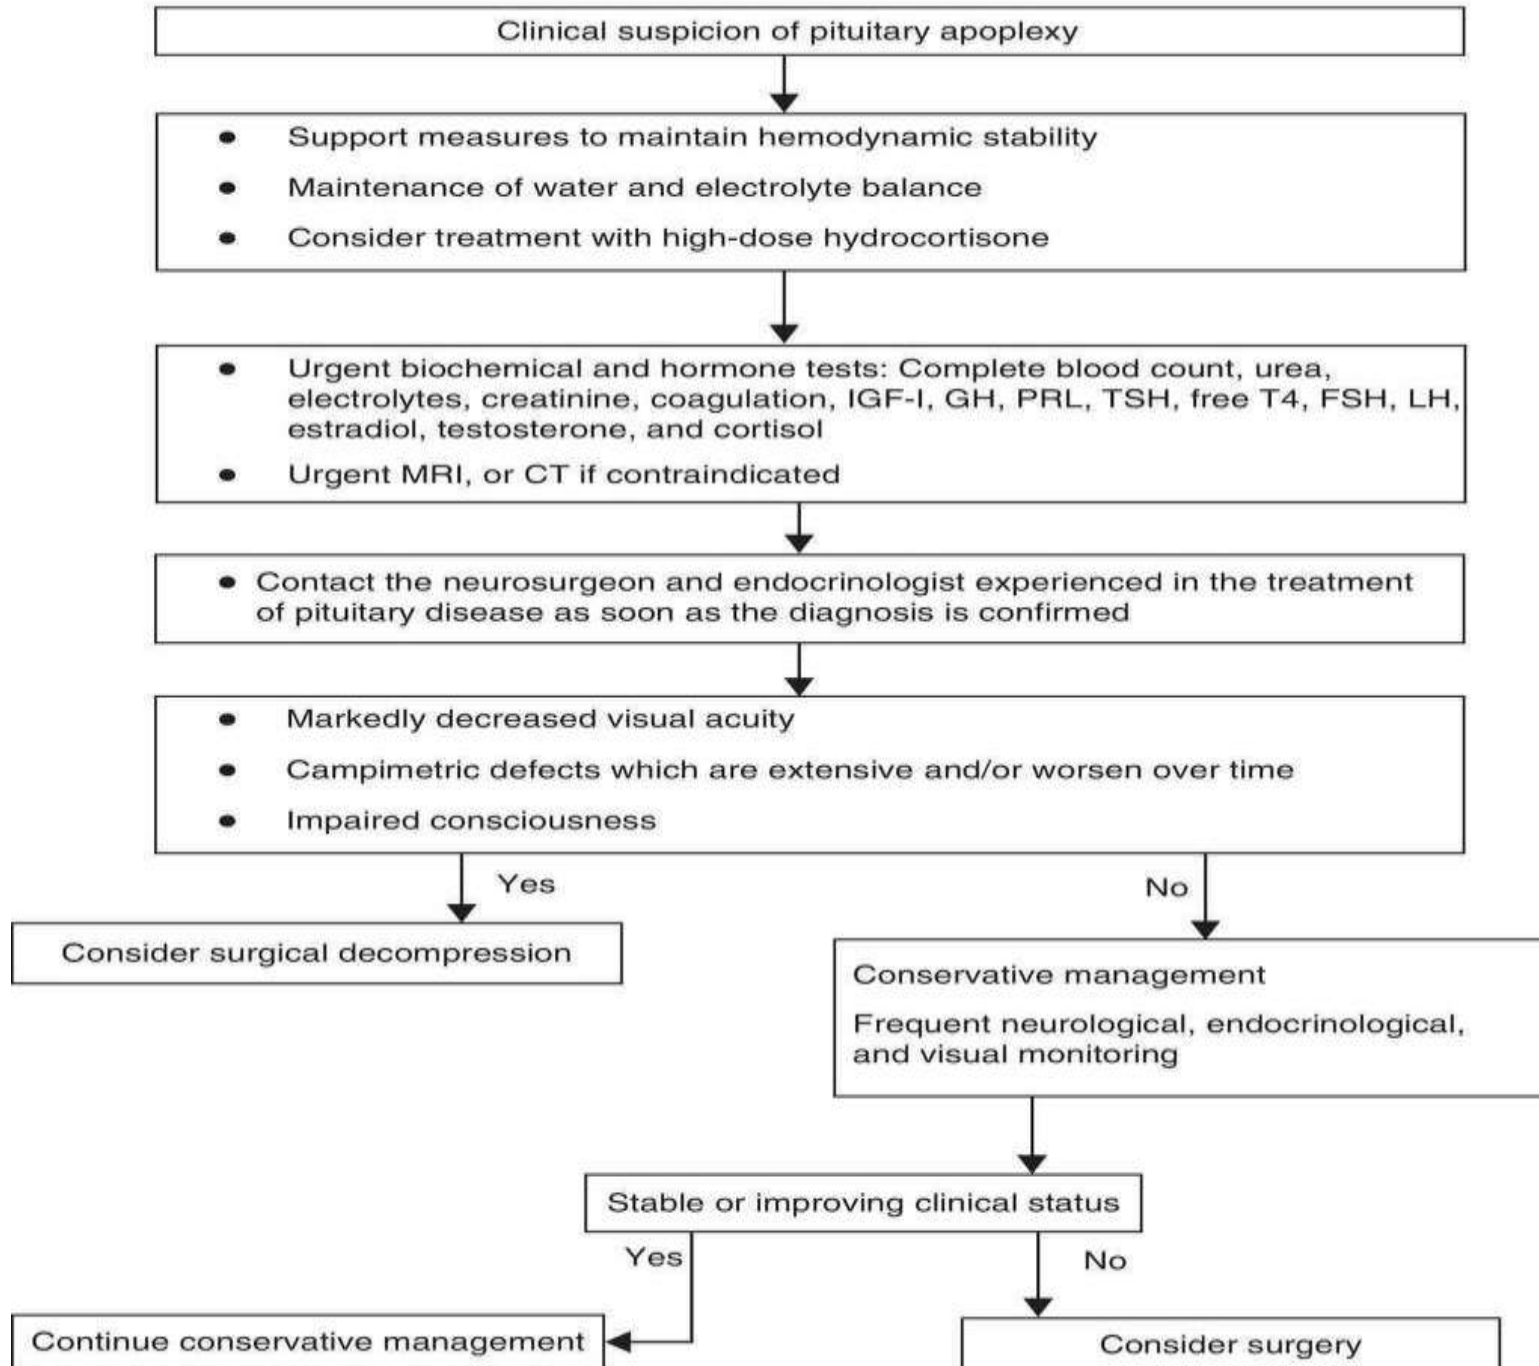 Clinical suspicion of pituitary apoplexy
● Support measures to maintain hemodynamic stability
● Maintenance of water and electrolyte balance
● Consider treatment with high-dose hydrocortisone
● Urgent biochemical and hormone tests: Complete blood count, urea,
electrolytes, creatinine, coagulation, IGF-I, GH, PRL, TSH, free T4, FSH, LH,
estradiol, testosterone, and cortisol
● Urgent MRI, or CT if contraindicated
● Contact the neurosurgeon and endocrinologist experienced in the treatment
of pituitary disease as soon as the diagnosis is confirmed
● Markedly decreased visual acuity
● Campimetric defects which are extensive and/or worsen over time
● Impaired consciousness
Yes
No
Consider surgical decompression
Conservative management
Frequent neurological, endocrinological,
and visual monitoring
Stable or improving clinical status
Yes
No
Continue conservative management
Consider surgery